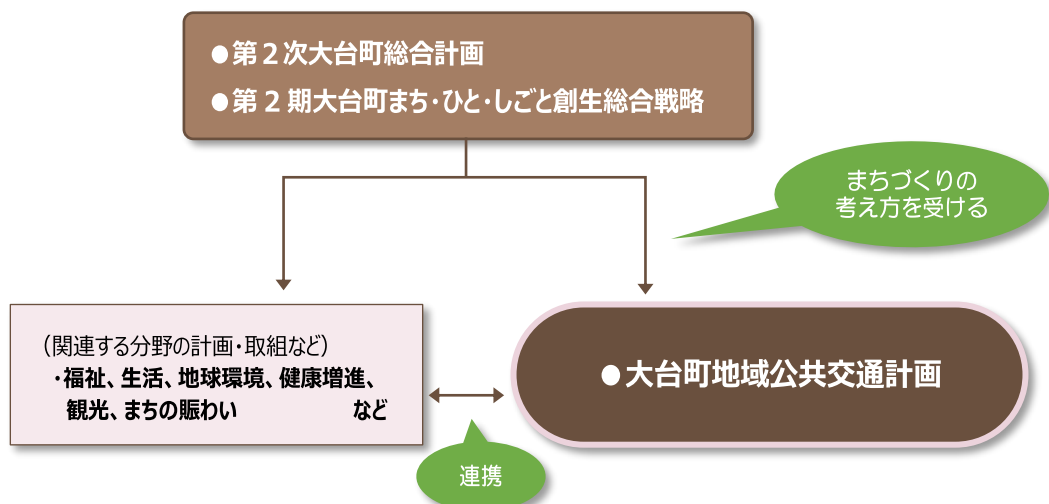 ●第2次大台町総合計画
●第2期大台町まち・ひと・しごと創生総合戦略
まちづくりの
考え方を受ける
（関連する分野の計画・取組など）
・福祉、生活、地球環境、健康増進、
観光、まちの賑わい　　　　　など
●大台町地域公共交通計画
連携